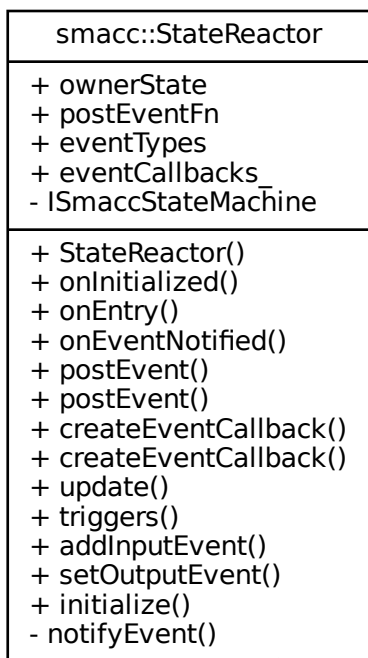 smacc::StateReactor
+ ownerState
+ postEventFn
+ eventTypes
+ eventCallbacks_
- ISmaccStateMachine
+ StateReactor()
+ onInitialized()
+ onEntry()
+ onEventNotified()
+ postEvent()
+ postEvent()
+ createEventCallback()
+ createEventCallback()
+ update()
+ triggers()
+ addInputEvent()
+ setOutputEvent()
+ initialize()
- notifyEvent()